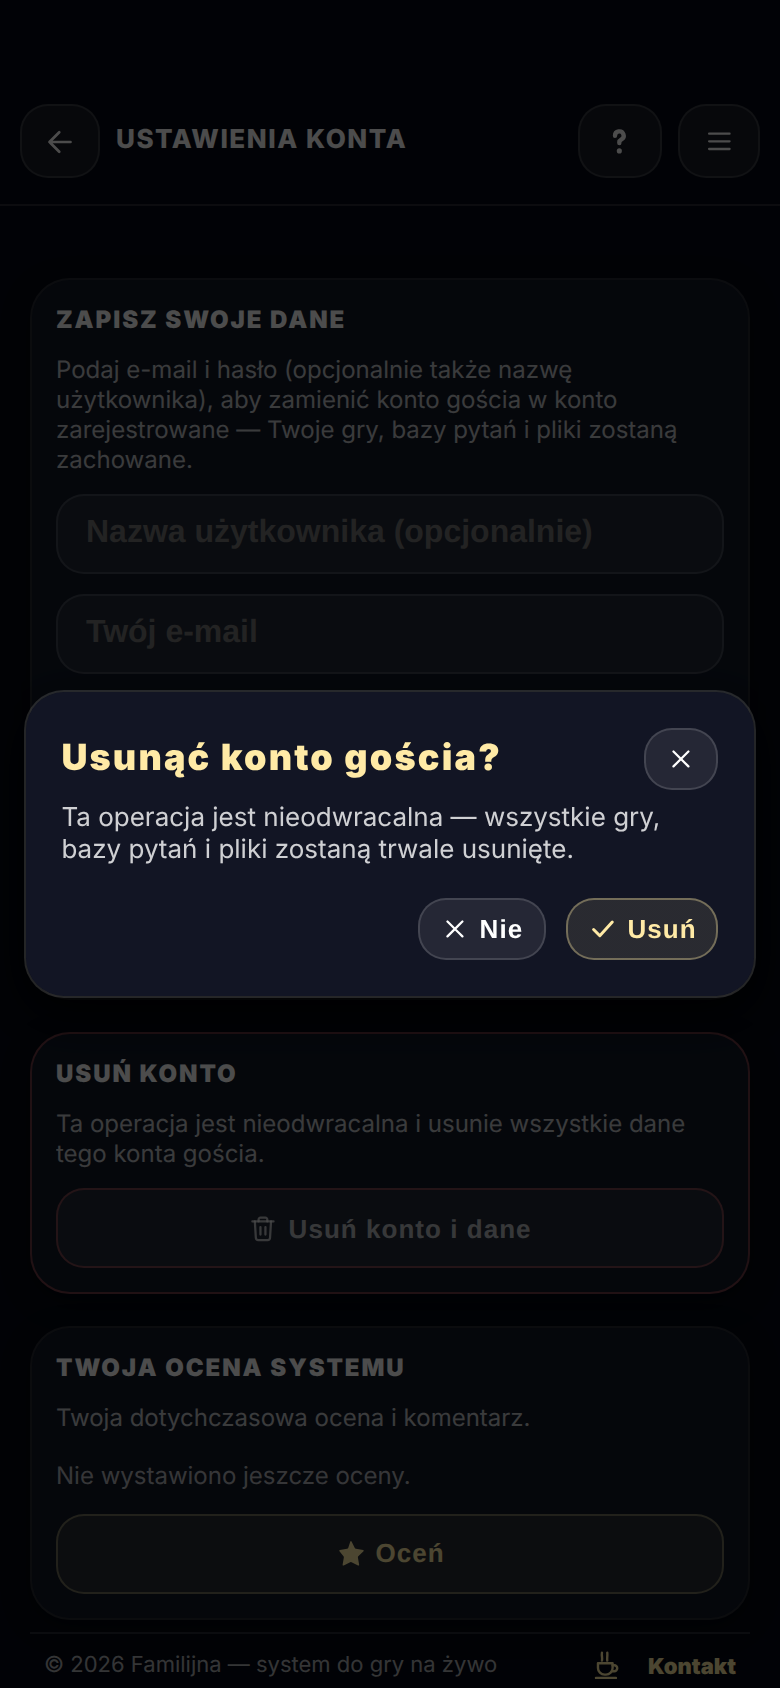 USTAWIENIA KONTA
?
ZAPISZ SWOJE DANE
Podaj e-mail i hasło (opcjonalnie także nazwę
użytkownika), aby zamienić konto gościa w konto
zarejestrowane — Twoje gry, bazy pytań i pliki zostaną
zachowane.
Nazwa użytkownika (opcjonalnie)
Twój e-mail
Usunąć konto gościa?
Ta operacja jest nieodwracalna — wszystkie gry,
bazy pytań i pliki zostaną trwale usunięte.
Nie
Usuń
USUŃ KONTO
Ta operacja jest nieodwracalna i usunie wszystkie dane
tego konta gościa.
Usuń konto i dane
TWOJA OCENA SYSTEMU
Twoja dotychczasowa ocena i komentarz.
Nie wystawiono jeszcze oceny.
Oceń
© 2026 Familijna — system do gry na żywo
Kontakt